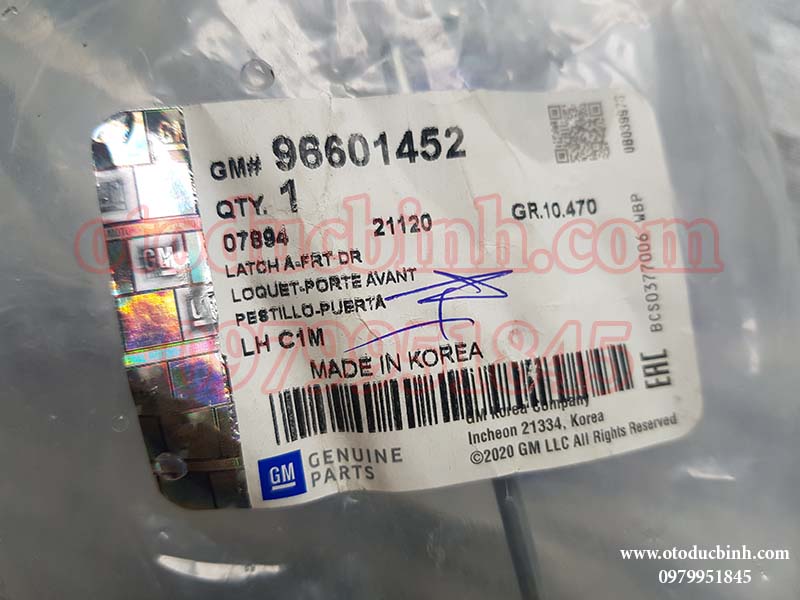 GM# 96601452
QTY. 1
07894 21120 GR.10.470
LATCH A-FRT DR
LOQUET-PORTE AVANT
PESTILLO-PUERTA
LH C1M
MADE IN KOREA
GM Korea Company
Incheon 21334, Korea
©2020 GM LLC All Rights Reserved
GM GENUINE
PARTS
BCS0377006 WBP
EAC
GM
otoducbinh.com
0979951845
www.otoducbinh.com
0979951845